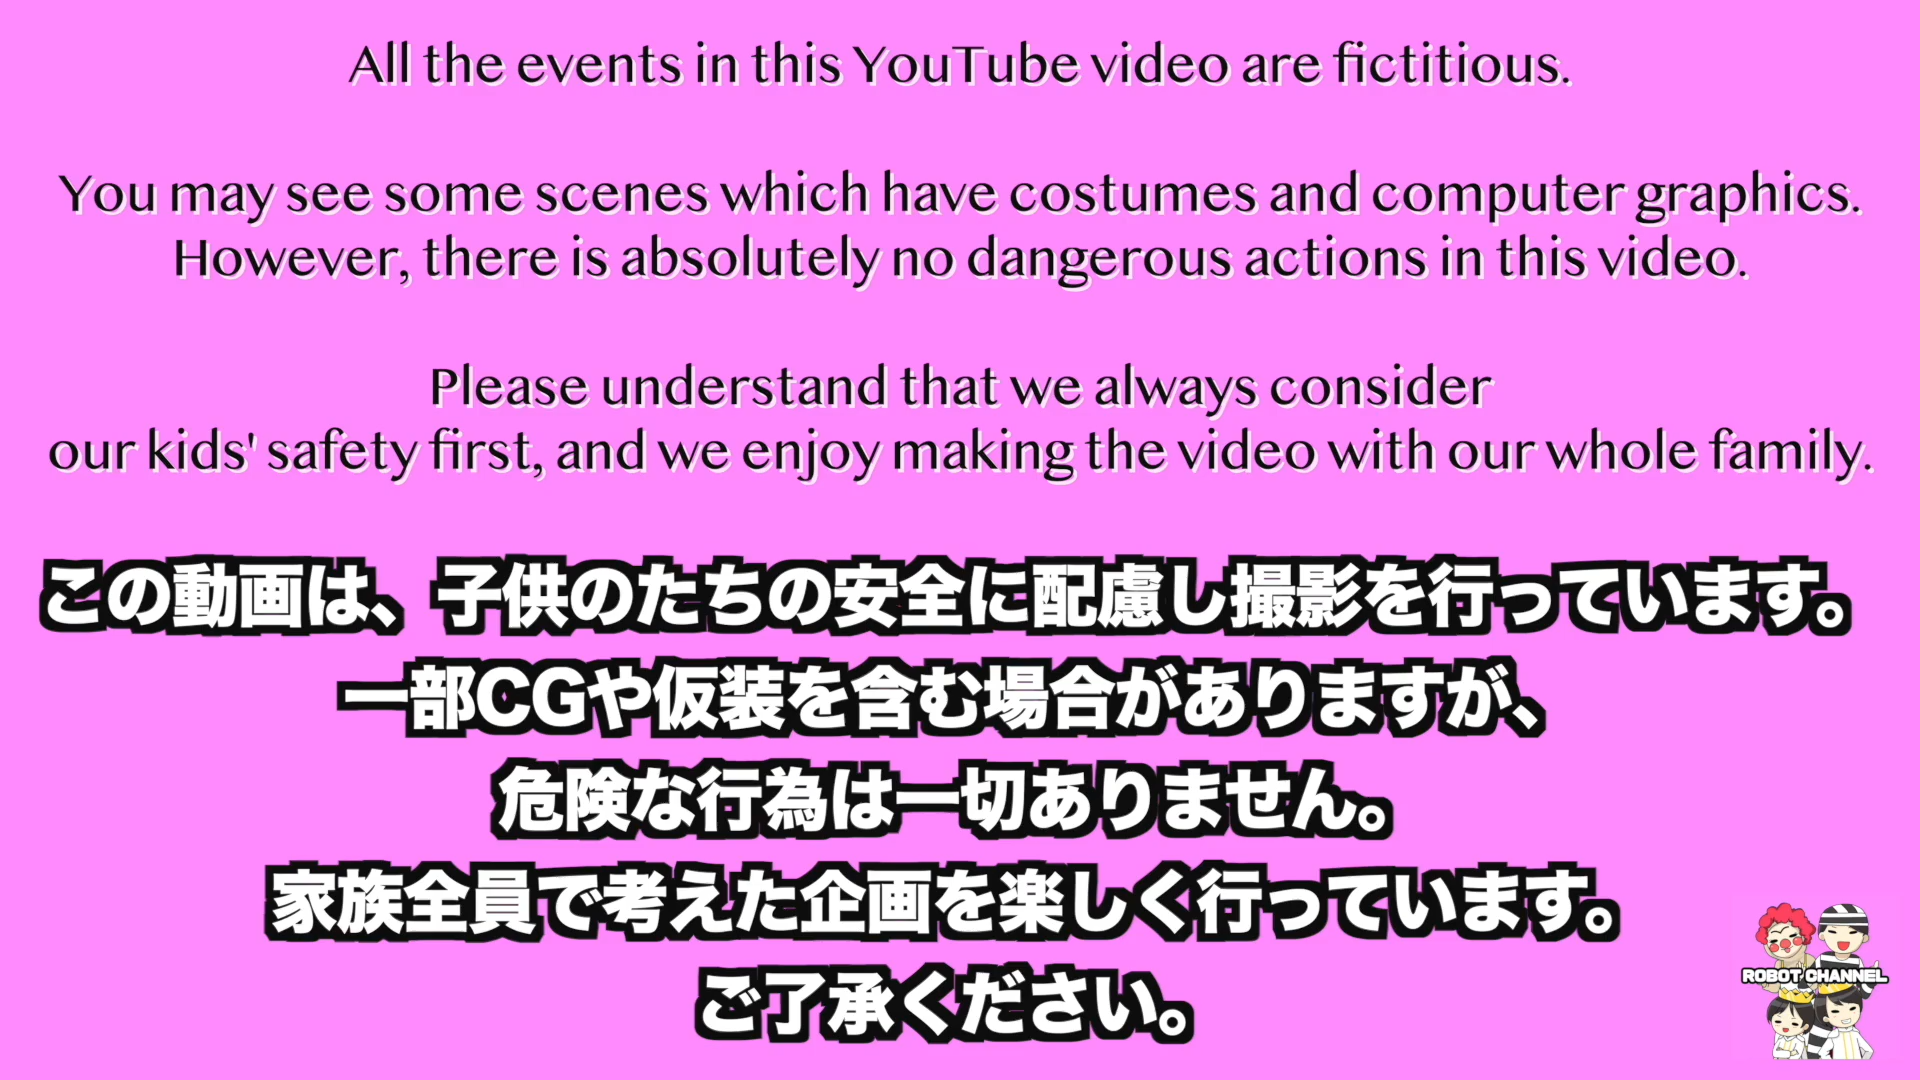 All the events in this YouTube video are fictitious.
You may see some scenes which have costumes and computer graphics.
However, there is absolutely no dangerous actions in this video.
Please understand that we always consider
our kids' safety first, and we enjoy making the video with our whole family.
この動画は、子供のたちの安全に配慮し撮影を行っています。
一部CGや仮装を含む場合がありますが、
危険な行為は一切ありません。
家族全員で考えた企画を楽しく行っています。
ご了承ください。
ROBOT CHANNEL